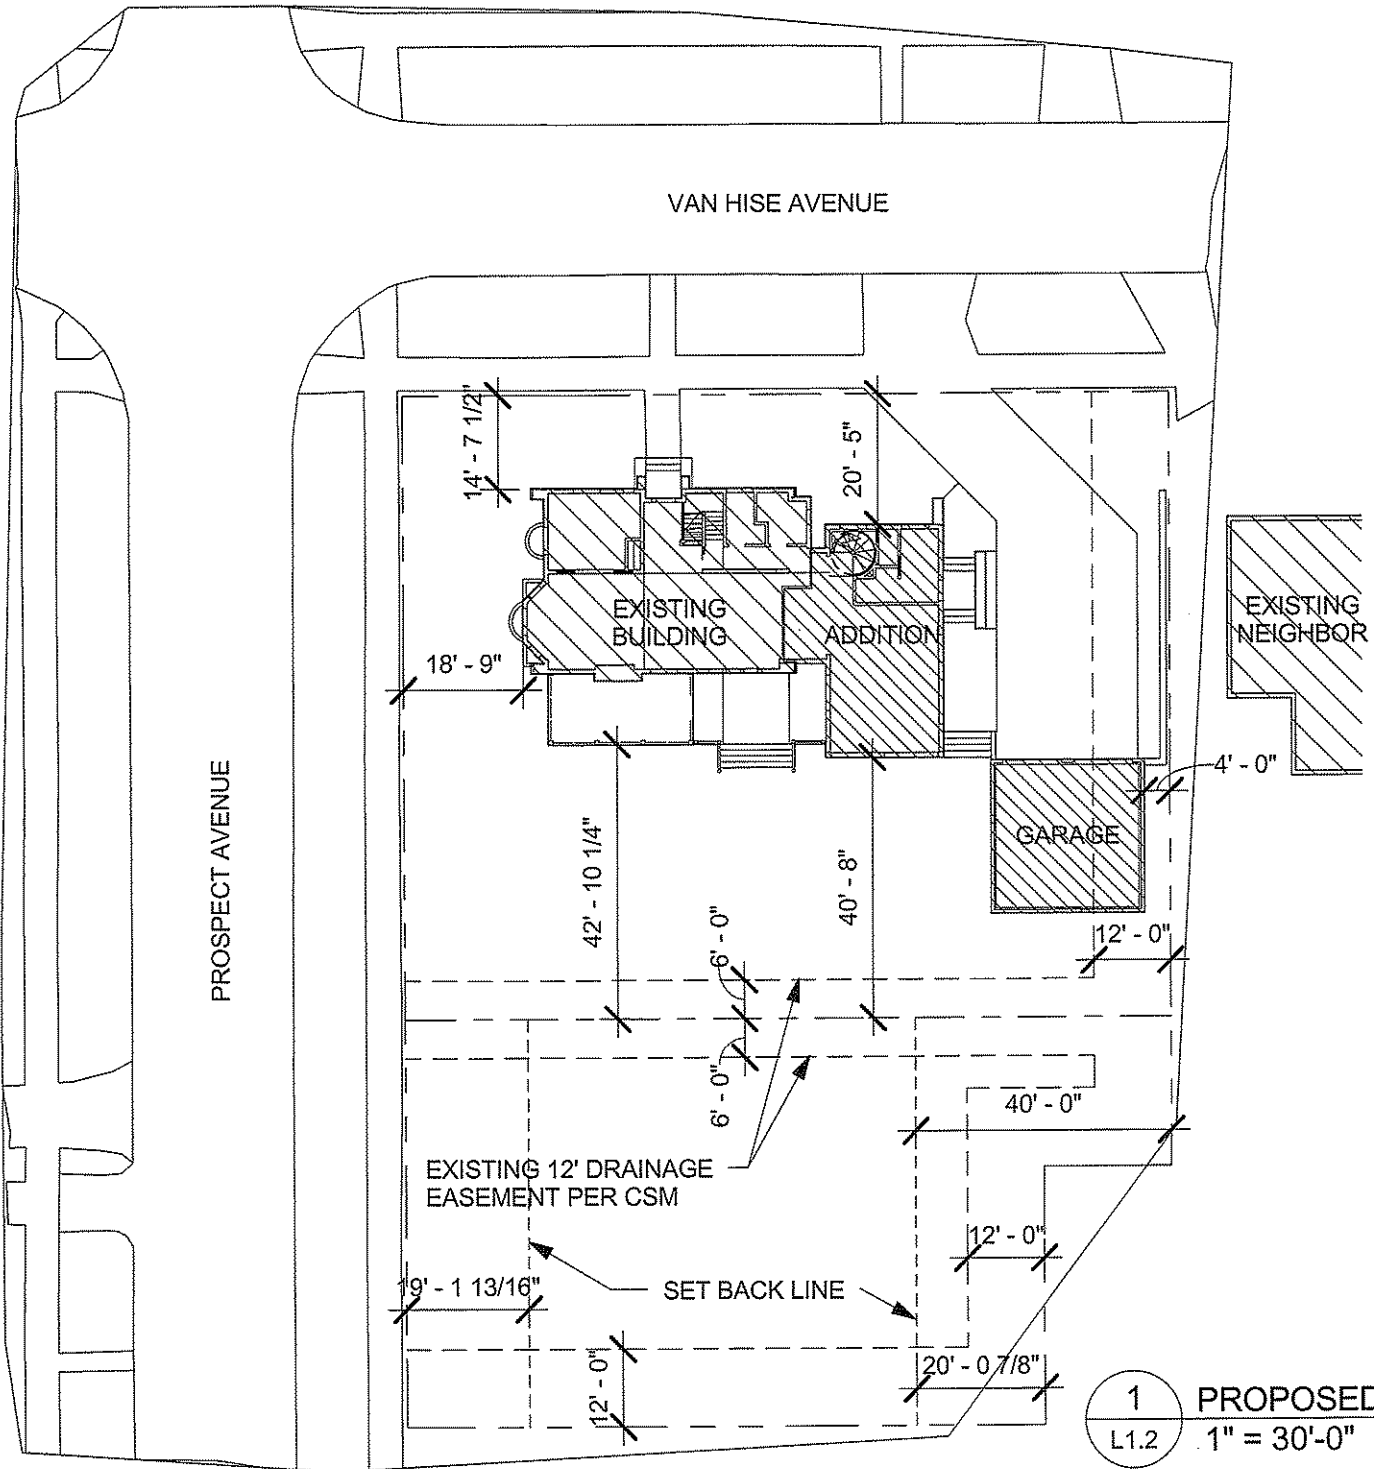 VAN HISE AVENUE
14' - 7 1/2"
20' - 5"
EXISTING
BUILDING
ADDITION
EXISTING
NEIGHBOR
18' - 9"
PROSPECT AVENUE
4' - 0"
GARAGE
42' - 10 1/4"
40' - 8"
6' - 0"
12' - 0"
6' - 0"
40' - 0"
EXISTING 12' DRAINAGE
EASEMENT PER CSM
12' - 0"
19' - 1 13/16"
SET BACK LINE
12' - 0"
20' - 0 7/8"
1
L1.2
PROPOSED
1" = 30'-0"